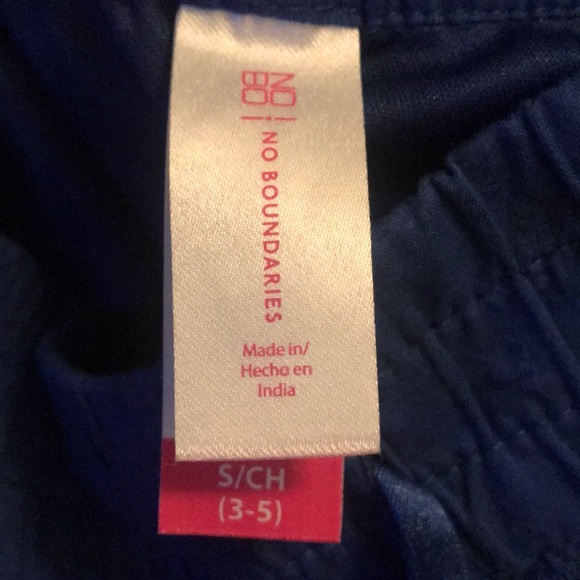 NO
BO
NO BOUNDARIES
Made in/
Hecho en
India
S/CH
(3-5)